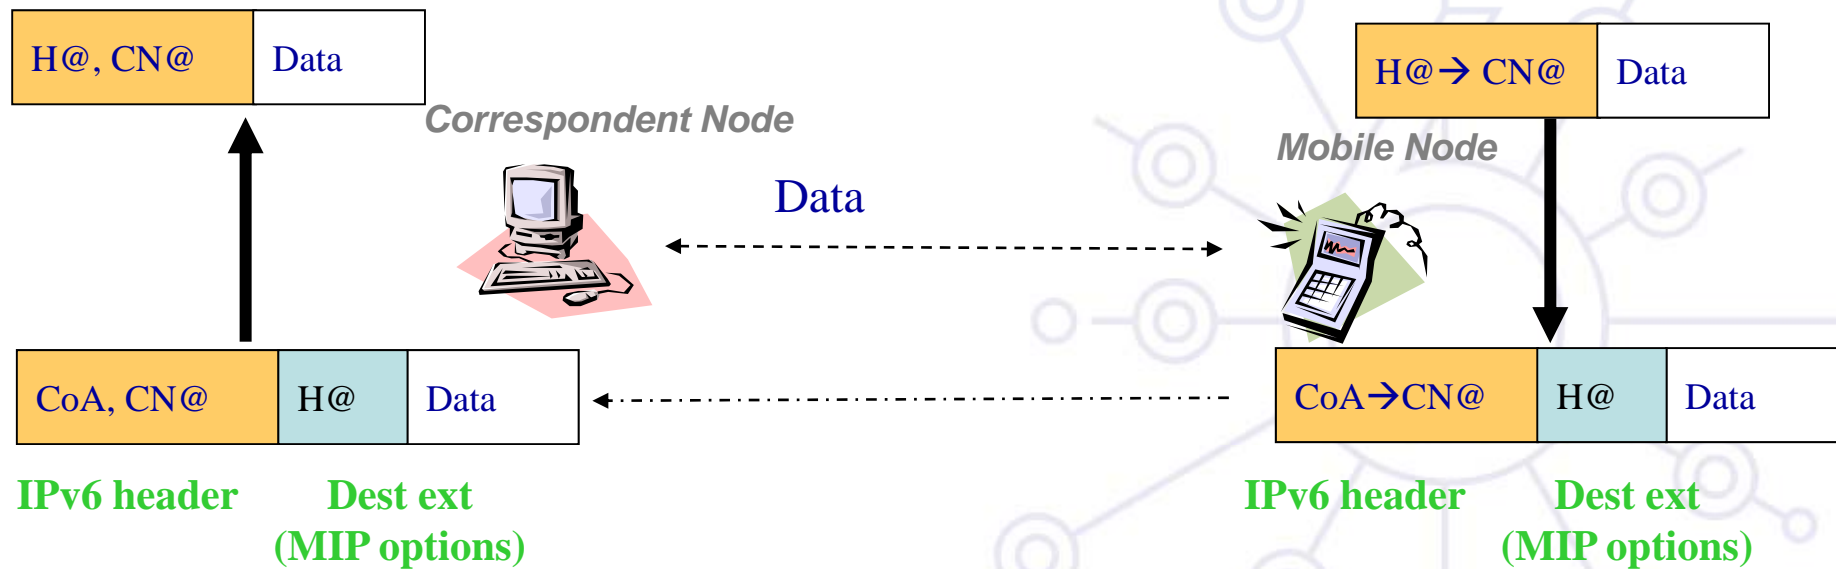 H@, CN@ Data
H@→ CN@ Data
Correspondent Node
Mobile Node
Data
CoA, CN@ H@ Data
CoA→CN@ H@ Data
IPv6 header Dest ext
(MIP options)
IPv6 header Dest ext
(MIP options)